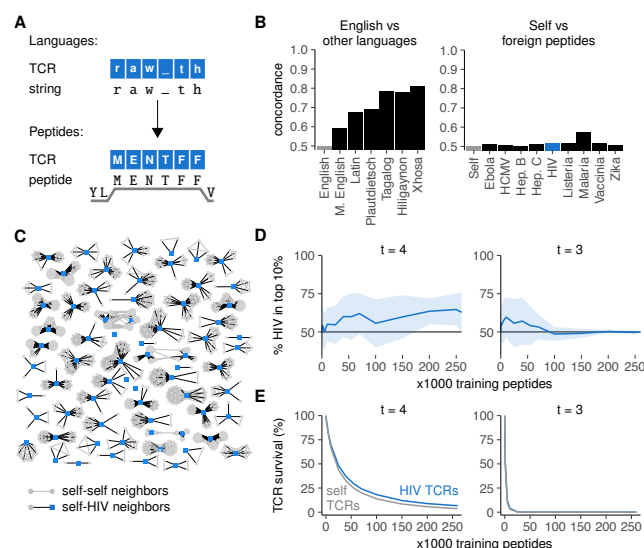 A
Languages:
TCR
r a w _ t h
string
r a w _ t h
Peptides:
TCR
M E N T F F
peptide
M E N T F F
YL
V
B
English vs
other languages
Self vs
foreign peptides
concordance
1.0
0.9
0.8
0.7
0.6
0.5
English
M. English
Latin
Plautdietsch
Tagalog
Hiligaynon
Xhosa
1.0
0.9
0.8
0.7
0.6
0.5
Self
Ebola
HCMV
Hep. B
Hep. C
HIV
Listeria
Malaria
Vaccinia
Zika
C
self-self neighbors
self-HIV neighbors
D
t = 4
t = 3
% HIV in top 10%
100
75
50
25
0
0 50 100 150 200 250
100
75
50
25
0
0 50 100 150 200 250
x1000 training peptides
E
t = 4
t = 3
TCR survival (%)
100
75
50
25
0
self
TCRs
HIV TCRs
0 50 100 150 200 250
100
75
50
25
0
0 50 100 150 200 250
x1000 training peptides